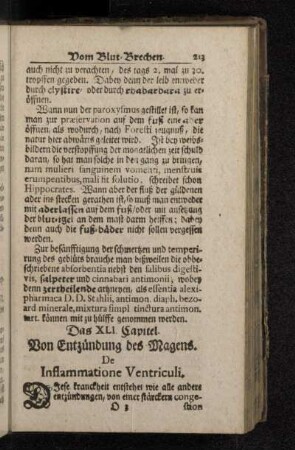 Vom Blut-Brechen. 213
auch nicht zu verachten, des tags 2. mal zu 30.
tropffen gegeben. Dabey denn der leib entweder
durch clystire oder durch rhabarbara zu er-
öffnen.
Wann nun der paroxysmus gestillet ist, so kan
man zur præservation auf dem fuß eine ader
öffnen, als wodurch, nach Foresti zeugnuß, die
natur hier abwärts geleitet wird. Ist bey weibs-
bildern die verstopffung der monatlichen zeit schuld
daran, so hat man solche in den gang zu bringen,
nam mulieri sanguinem vomenti, menstruis
erumpentibus, mali fit solutio, schreibet schon
Hippocrates. Wann aber der fluß der güldenen
ader ins stecken gerathen ist, so muß man entweder
mit aderlassen auf dem fuß/ oder mit aufsetzung
der blut-igel an dem mast darm helffen; dabey
denn auch die fuß-bäder nicht sollen vergessen
werden.
Zur besänfftigung der schmertzen und temperi-
rung des geblüts brauche man bißweilen die obbe-
schriebene absorbentia nebst den salibus digesti-
vis, salpeter und cinnabari antimonii; wobey
denn zertheilende artzneyen, als essentia alexi-
pharmaca D. D. Stahlii, antimon. diaph. bezo-
ard minerale, mixtura simpl. tinctura antimon.
tart. können mit zu hülffe genommen werden.
Das XLI. Capitel.
Von Entzündung des Magens.
De
Inflammatione Ventriculi.
Diese kranckheit entstehet wie alle andere
entzündungen, von einer stärckern conge-
O 3 stion